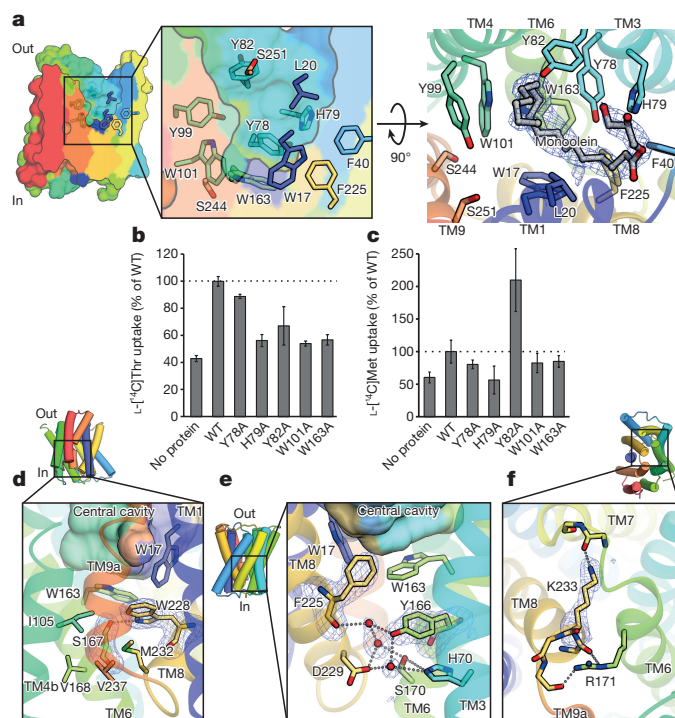 a
Out
In
Y82
S251
L20
Y99
H79
Y78
W101
F40
S244
W163
W17
F225
90°
TM4
TM6
TM3
Y82
Y78
Y99
W163
H79
W101
Monoolein
F40
S244
W17
F225
S251
L20
TM9
TM1
TM8
b
L-[14C]Thr uptake (% of WT)
120
100
80
60
40
20
0
No protein
WT
Y78A
H79A
Y82A
W101A
W163A
c
L-[14C]Met uptake (% of WT)
250
200
150
100
50
0
No protein
WT
Y78A
H79A
Y82A
W101A
W163A
Out
In
d
Central cavity
TM1
W17
TM9a
W163
W228
I105
S167
M232
TM8
TM4b
V168
V237
TM6
Out
In
e
Central cavity
W17
TM8
W163
F225
Y166
D229
H70
S170
TM6
TM3
f
TM7
K233
TM8
R171
TM6
TM9a